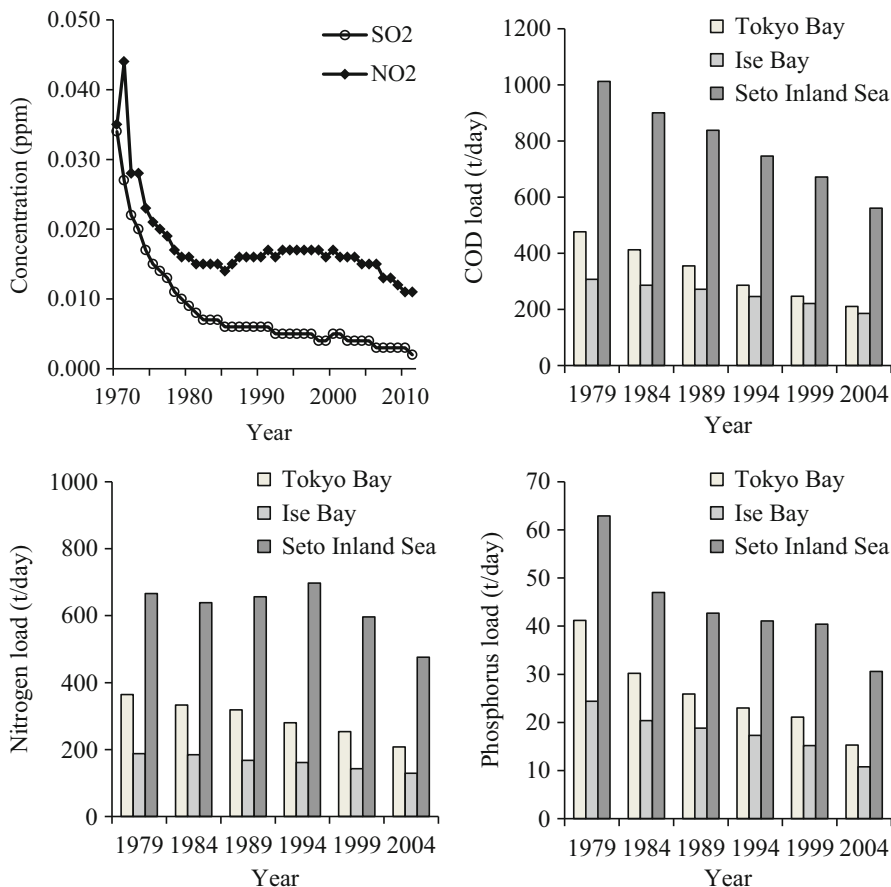 0.050
0.040
0.030
0.020
0.010
0.000
Concentration (ppm)
SO2
NO2
1970 1980 1990 2000 2010
Year
1200
1000
800
600
400
200
0
COD load (t/day)
Tokyo Bay
Ise Bay
Seto Inland Sea
1979 1984 1989 1994 1999 2004
Year
1000
800
600
400
200
0
Nitrogen load (t/day)
Tokyo Bay
Ise Bay
Seto Inland Sea
1979 1984 1989 1994 1999 2004
Year
70
60
50
40
30
20
10
0
Phosphorus load (t/day)
Tokyo Bay
Ise Bay
Seto Inland Sea
1979 1984 1989 1994 1999 2004
Year